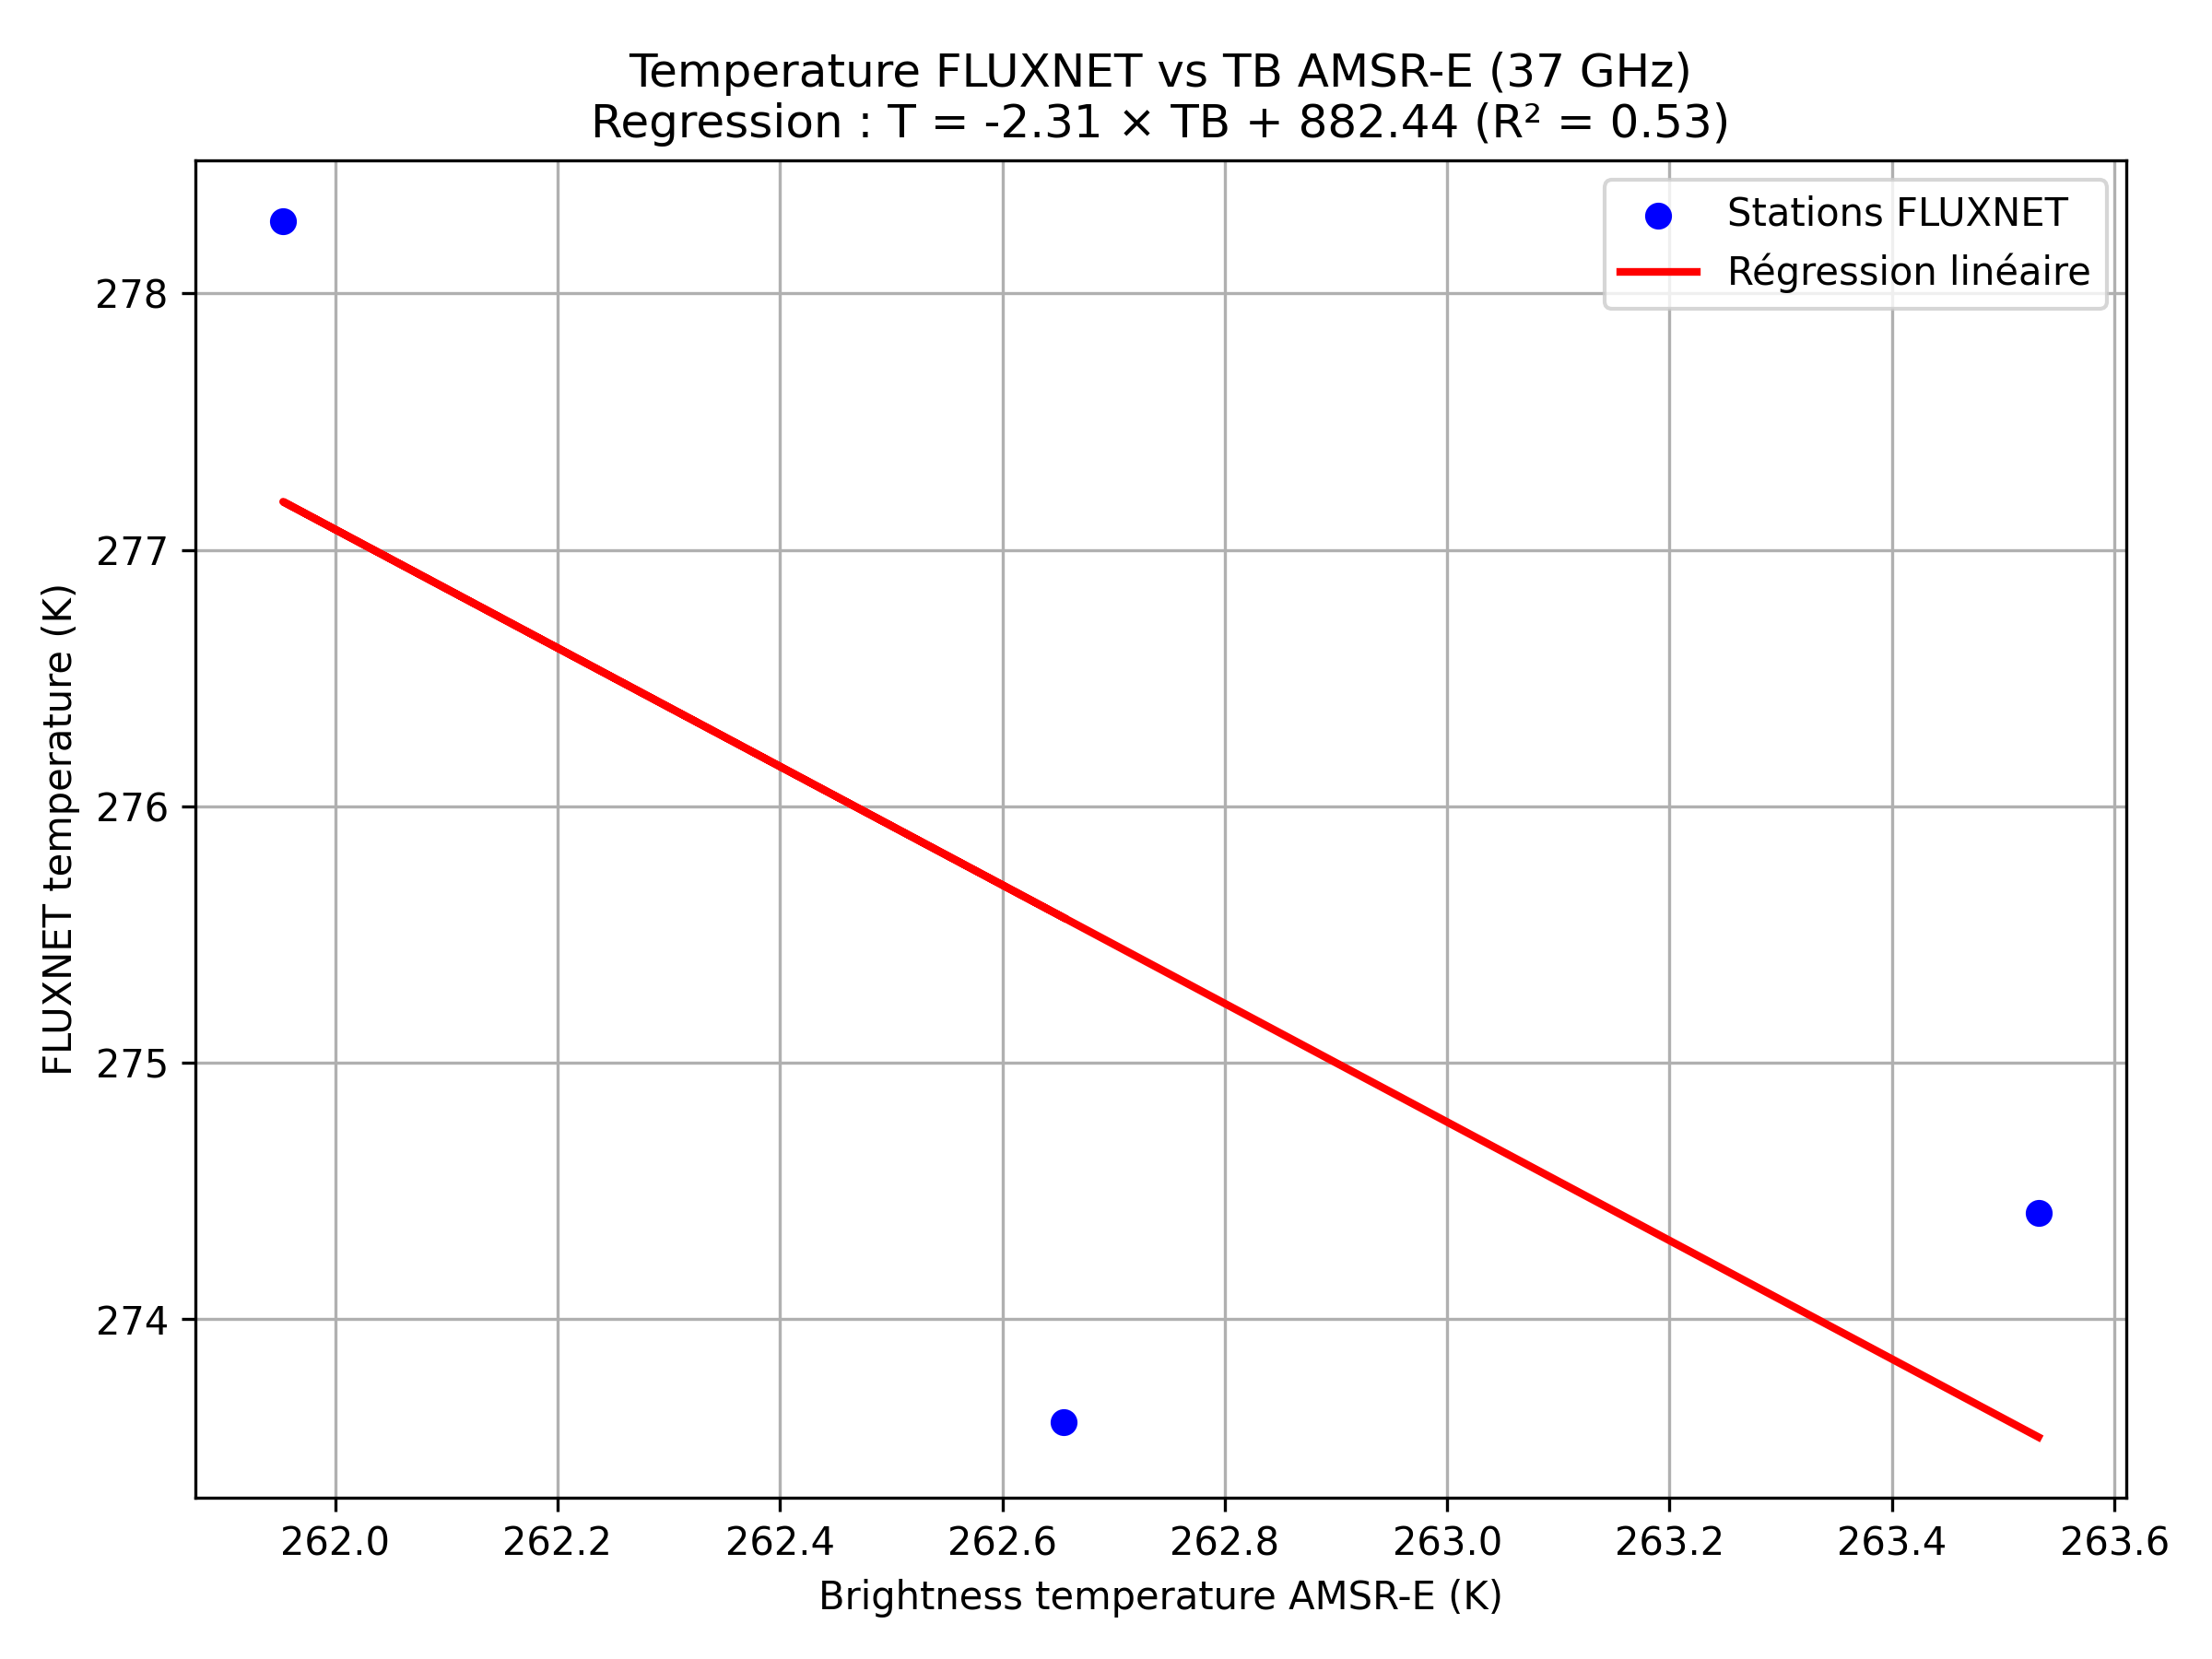 Temperature FLUXNET vs TB AMSR-E (37 GHz)
Regression : T = -2.31 × TB + 882.44 (R² = 0.53)
Stations FLUXNET
Régression linéaire
FLUXNET temperature (K)
278
277
276
275
274
262.0 262.2 262.4 262.6 262.8 263.0 263.2 263.4 263.6
Brightness temperature AMSR-E (K)